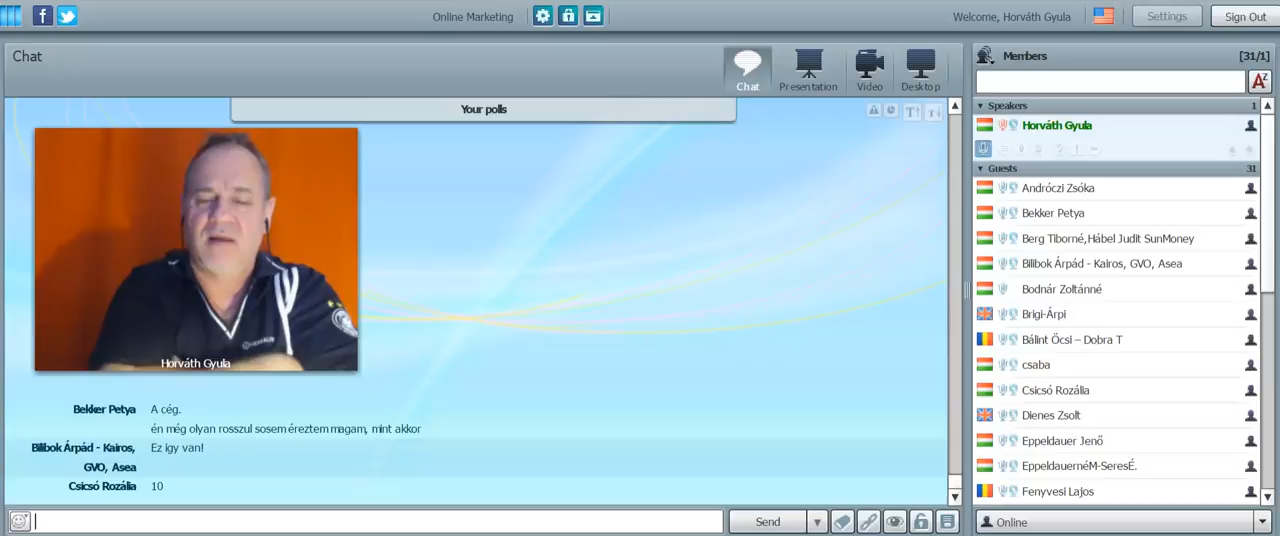 Online Marketing
Welcome, Horváth Gyula
Settings
Sign Out
Chat
Chat
Presentation
Video
Desktop
Your polls
Horváth Gyula
Bekker Petya A cég.
én még olyan rosszul sosem éreztem magam, mint akkor
Bilibok Árpád - Kairos, Ez így van!
GVO, Asea
Csicsó Rozália 10
Send
Members [31/1]
Speakers 1
Horváth Gyula
Guests 31
Andróczi Zsóka
Bekker Petya
Berg Tiborné,Hábel Judit SunMoney
Bilibok Árpád - Kairos, GVO, Asea
Bodnár Zoltánné
Brigi-Árpi
Bálint Öcsi – Dobra T
csaba
Csicsó Rozália
Dienes Zsolt
Eppeldauer Jenő
EppeldauernéM-SeresÉ.
Fenyvesi Lajos
Online